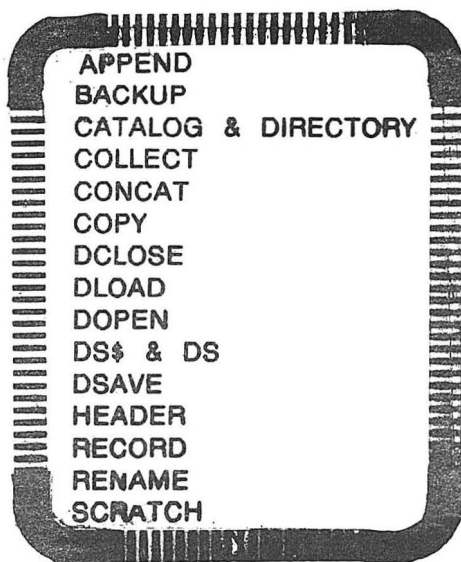 APPEND
BACKUP
CATALOG & DIRECTORY
COLLECT
CONCAT
COPY
DCLOSE
DLOAD
DOPEN
DS$ & DS
DSAVE
HEADER
RECORD
RENAME
SCRATCH